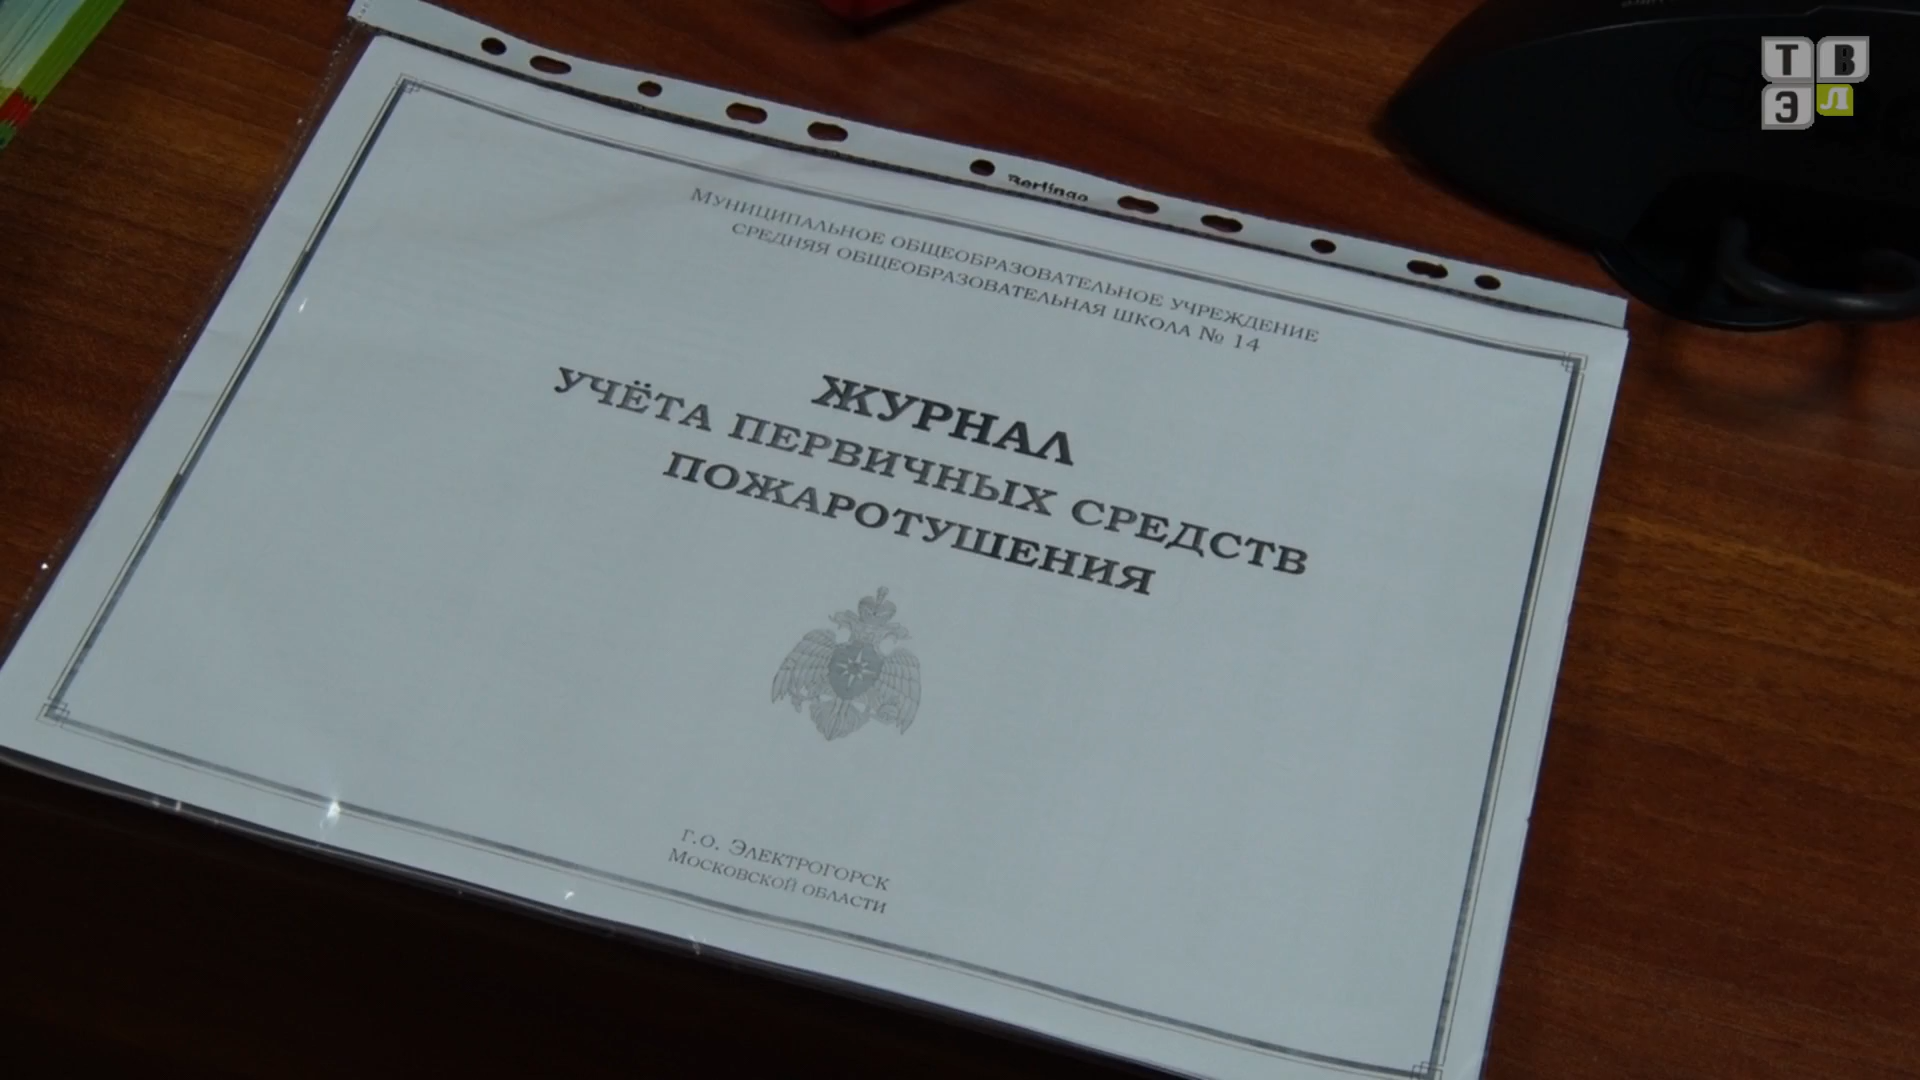 ТВ
ЭЛ
Berlingo
МУНИЦИПАЛЬНОЕ ОБЩЕОБРАЗОВАТЕЛЬНОЕ УЧРЕЖДЕНИЕ
СРЕДНЯЯ ОБЩЕОБРАЗОВАТЕЛЬНАЯ ШКОЛА № 14
ЖУРНАЛ
УЧЁТА ПЕРВИЧНЫХ СРЕДСТВ
ПОЖАРОТУШЕНИЯ
Г.О. ЭЛЕКТРОГОРСК
МОСКОВСКОЙ ОБЛАСТИ